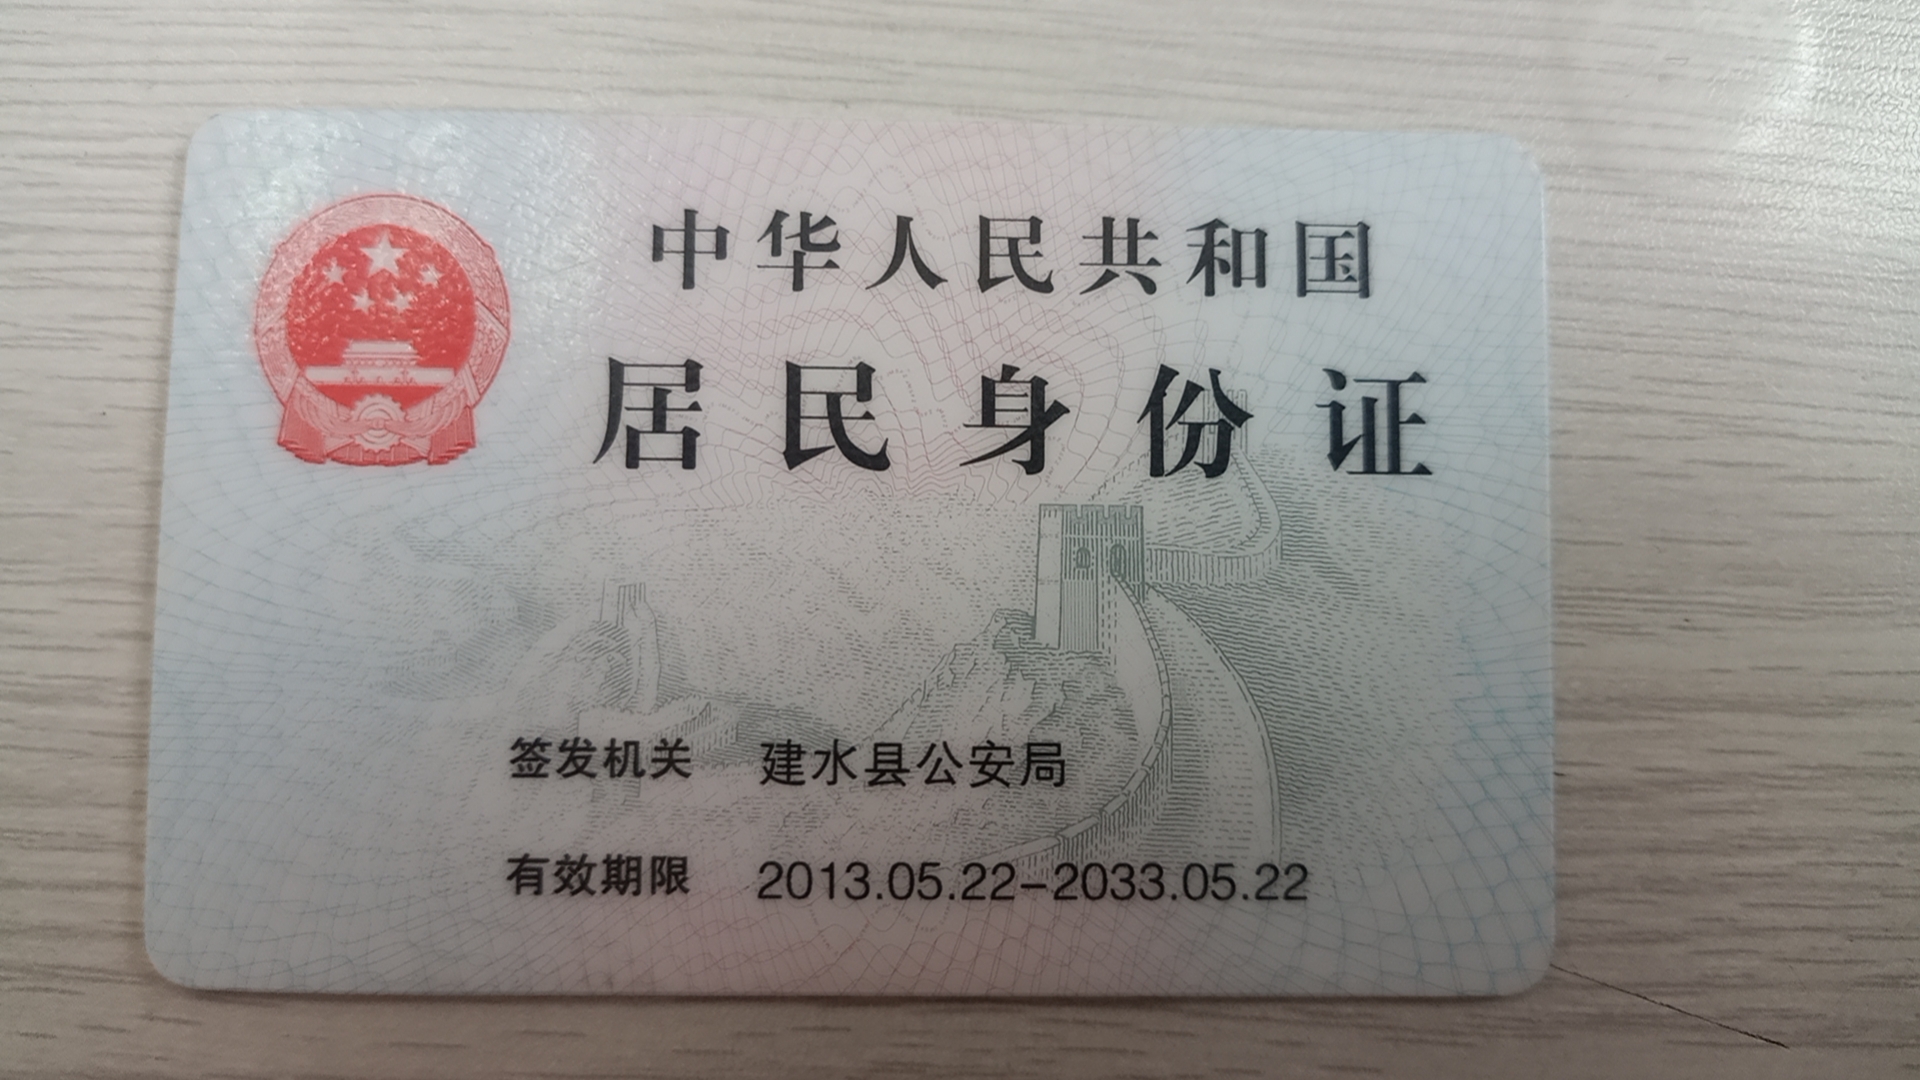 中华人民共和国
居民身份证
签发机关 建水县公安局
有效期限 2013.05.22-2033.05.22